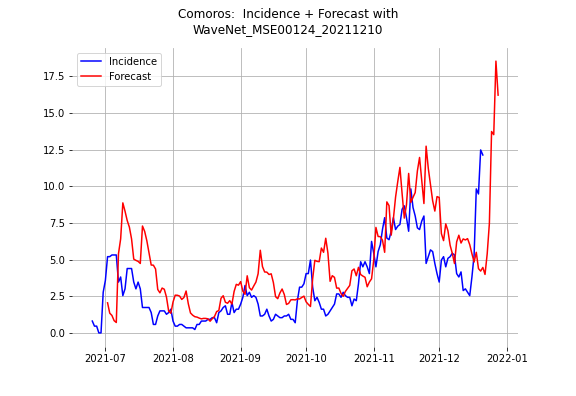 Comoros:  Incidence + Forecast with
WaveNet_MSE00124_20211210
Incidence
Forecast
17.5
15.0
12.5
10.0
7.5
5.0
2.5
0.0
2021-07 2021-08 2021-09 2021-10 2021-11 2021-12 2022-01